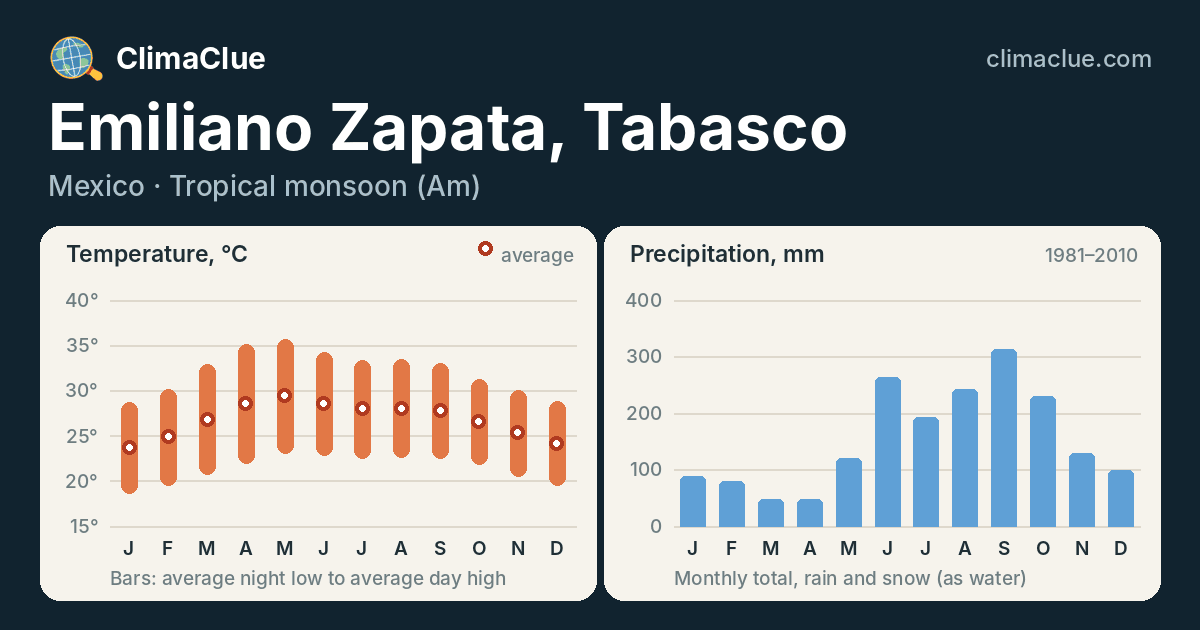 ClimaClue
climaclue.com
Emiliano Zapata, Tabasco
Mexico · Tropical monsoon (Am)
Temperature, °C
average
40°
35°
30°
25°
20°
15°
J F M A M J J A S O N D
Bars: average night low to average day high
Precipitation, mm
1981–2010
400
300
200
100
0
J F M A M J J A S O N D
Monthly total, rain and snow (as water)